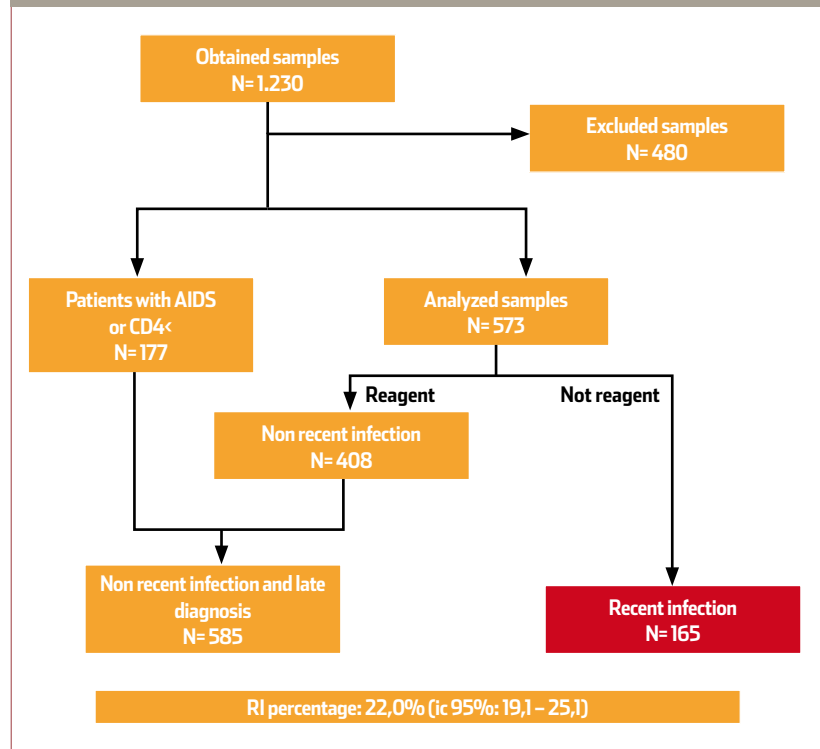 Obtained samples
N= 1.230
Excluded samples
N= 480
Patients with AIDS
or CD4<
N= 177
Analyzed samples
N= 573
Reagent
Not reagent
Non recent infection
N= 408
Non recent infection and late
diagnosis
N= 585
Recent infection
N= 165
RI percentage: 22,0% (ic 95%: 19,1 – 25,1)